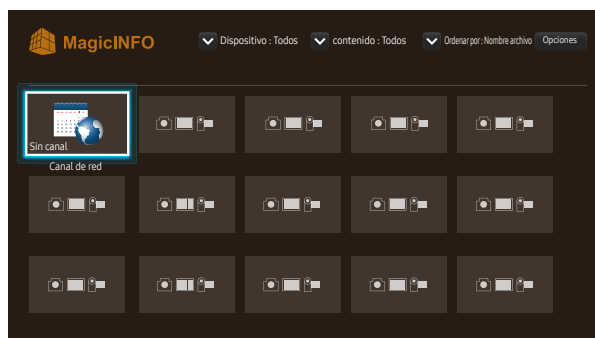 MagicINFO
Dispositivo : Todos contenido : Todos Ordenar por : Nombre archivo Opciones
Sin canal
Canal de red